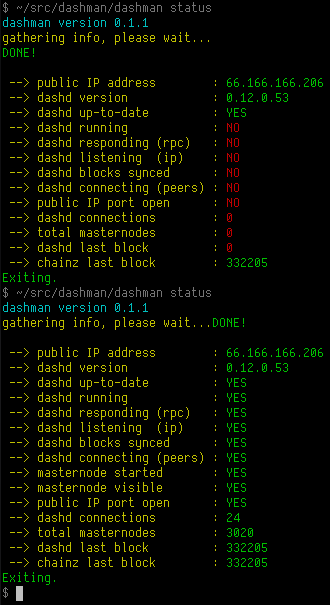 $ ~/src/dashman/dashman status
dashman version 0.1.1
gathering info, please wait...
DONE!
--> public IP address : 66.166.166.206
--> dashd version : 0.12.0.53
--> dashd up-to-date : YES
--> dashd running : NO
--> dashd responding (rpc) : NO
--> dashd listening (ip) : NO
--> dashd blocks synced : NO
--> dashd connecting (peers) : NO
--> public IP port open : NO
--> dashd connections : 0
--> total masternodes : 0
--> dashd last block : 0
--> chainz last block : 332205
Exiting.
$ ~/src/dashman/dashman status
dashman version 0.1.1
gathering info, please wait...DONE!
--> public IP address : 66.166.166.206
--> dashd version : 0.12.0.53
--> dashd up-to-date : YES
--> dashd running : YES
--> dashd responding (rpc) : YES
--> dashd listening (ip) : YES
--> dashd blocks synced : YES
--> dashd connecting (peers) : YES
--> masternode started : YES
--> masternode visible : YES
--> public IP port open : YES
--> dashd connections : 24
--> total masternodes : 3020
--> dashd last block : 332205
--> chainz last block : 332205
Exiting.
$